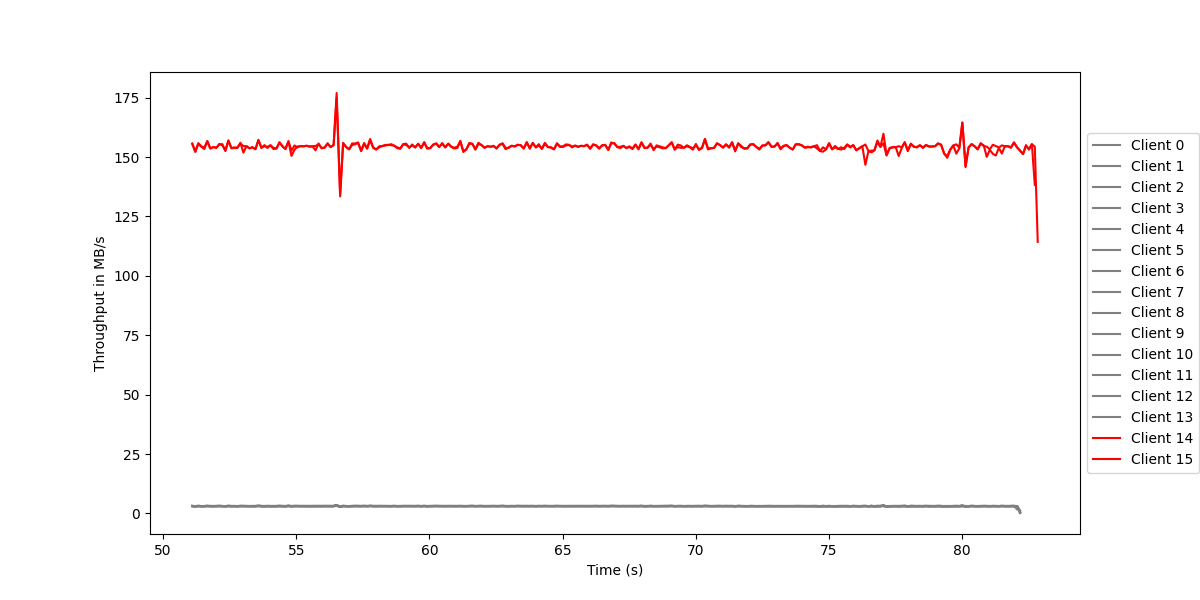 175
150
125
100
75
50
25
0
Throughput in MB/s
50 55 60 65 70 75 80
Time (s)
Client 0
Client 1
Client 2
Client 3
Client 4
Client 5
Client 6
Client 7
Client 8
Client 9
Client 10
Client 11
Client 12
Client 13
Client 14
Client 15